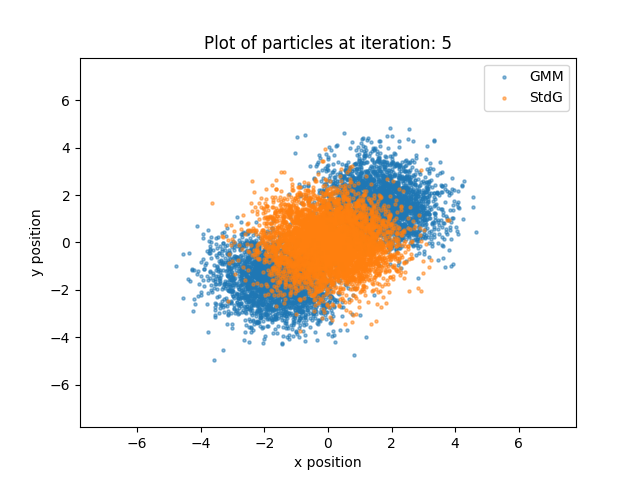 Plot of particles at iteration: 5
GMM
StdG
y position
6
4
2
0
−2
−4
−6
−6 −4 −2 0 2 4 6
x position